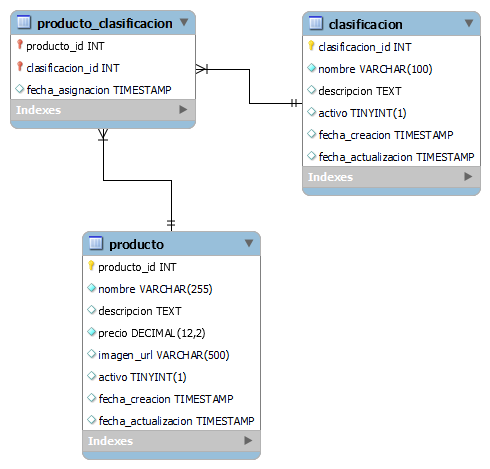 producto_clasificacion
producto_id INT
clasificacion_id INT
fecha_asignacion TIMESTAMP
Indexes
clasificacion
clasificacion_id INT
nombre VARCHAR(100)
descripcion TEXT
activo TINYINT(1)
fecha_creacion TIMESTAMP
fecha_actualizacion TIMESTAMP
Indexes
producto
producto_id INT
nombre VARCHAR(255)
descripcion TEXT
precio DECIMAL(12,2)
imagen_url VARCHAR(500)
activo TINYINT(1)
fecha_creacion TIMESTAMP
fecha_actualizacion TIMESTAMP
Indexes